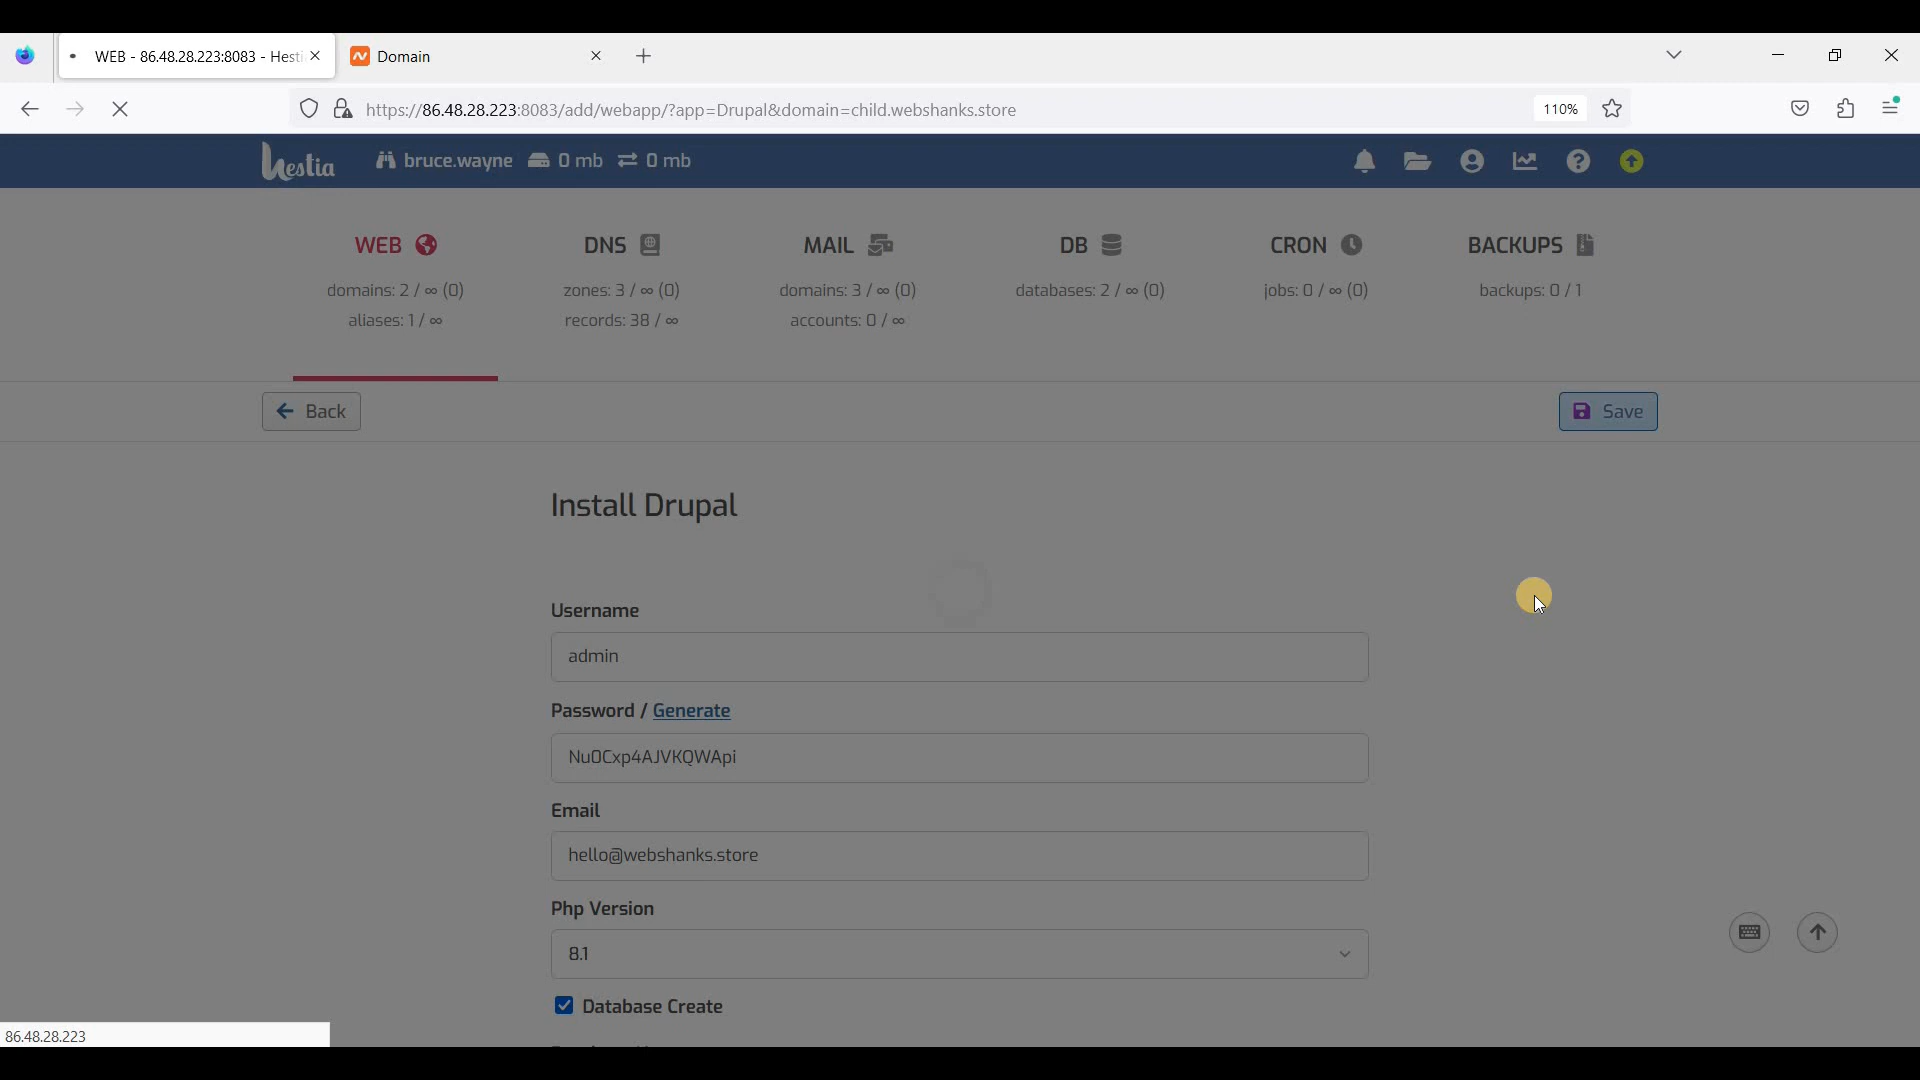 WEB - 86.48.28.223:8083 - Hesti
Domain
https://86.48.28.223:8083/add/webapp/?app=Drupal&domain=child.webshanks.store
110%
hestia
bruce.wayne
0 mb
0 mb
WEB
DNS
MAIL
DB
CRON
BACKUPS
domains: 2 / ∞ (0)
zones: 3 / ∞ (0)
domains: 3 / ∞ (0)
databases: 2 / ∞ (0)
jobs: 0 / ∞ (0)
backups: 0 / 1
aliases: 1 / ∞
records: 38 / ∞
accounts: 0 / ∞
Back
Save
Install Drupal
Username
admin
Password / Generate
Nu0Cxp4AJVKQWApi
Email
hello@webshanks.store
Php Version
8.1
Database Create
86.48.28.223